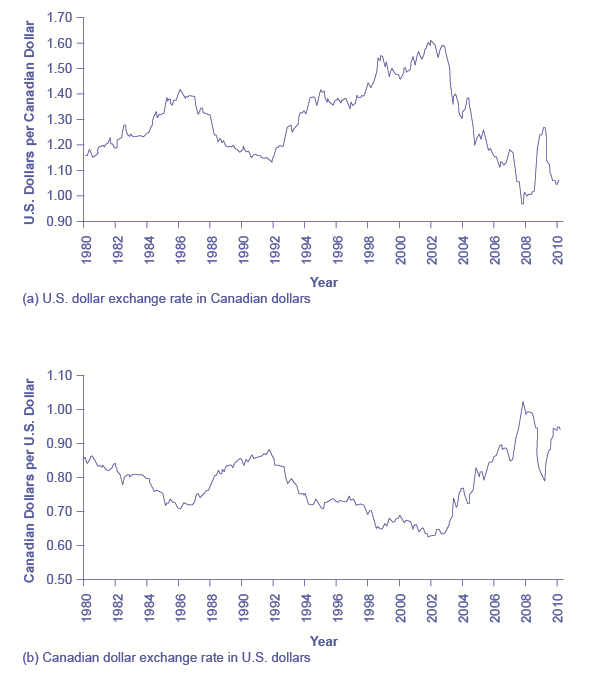 U.S. Dollars per Canadian Dollar
1.70
1.60
1.50
1.40
1.30
1.20
1.10
1.00
0.90
1980 1982 1984 1986 1988 1990 1992 1994 1996 1998 2000 2002 2004 2006 2008 2010
Year
(a) U.S. dollar exchange rate in Canadian dollars
Canadian Dollars per U.S. Dollar
1.10
1.00
0.90
0.80
0.70
0.60
0.50
1980 1982 1984 1986 1988 1990 1992 1994 1996 1998 2000 2002 2004 2006 2008 2010
Year
(b) Canadian dollar exchange rate in U.S. dollars